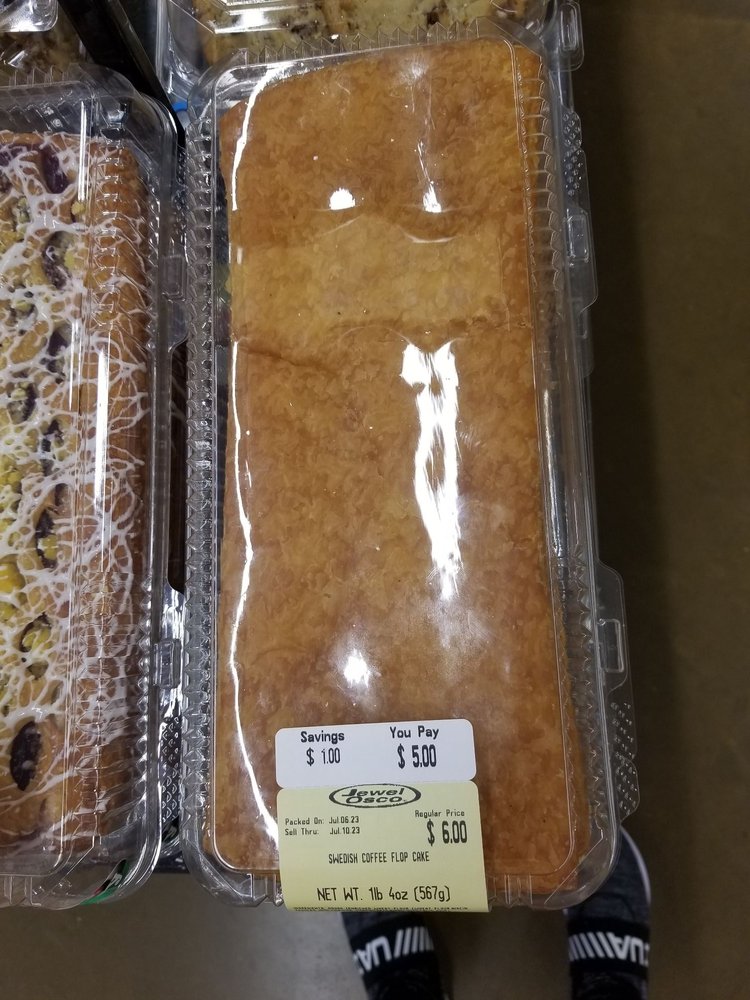 Savings You Pay
$ 1.00 $ 5.00
Jewel
Osco
Packed On: Jul.06.23 Regular Price
Sell Thru: Jul.10.23 $ 6.00
SWEDISH COFFEE FLOP CAKE
NET WT. 1lb 4oz (567g)